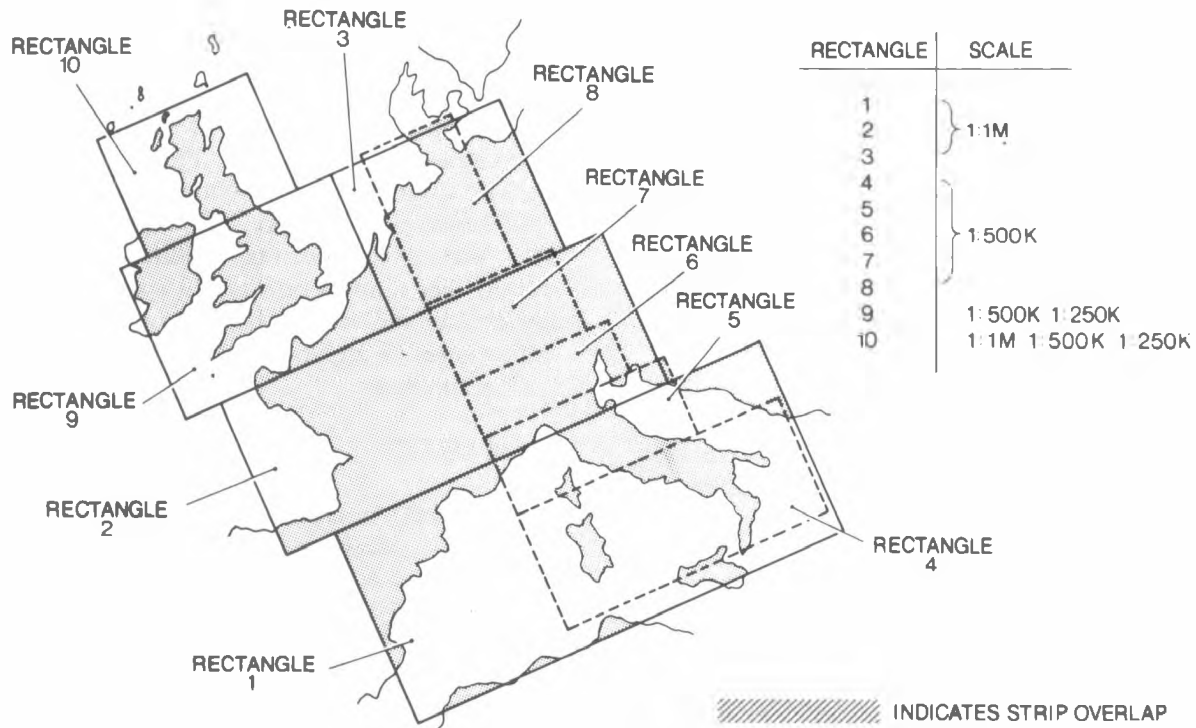 RECTANGLE
10
RECTANGLE
3
RECTANGLE
8
RECTANGLE
7
RECTANGLE
6
RECTANGLE
5
RECTANGLE
9
RECTANGLE
2
RECTANGLE
1
RECTANGLE
4
RECTANGLE SCALE
1
2 1:1M
3
4
5
6 1:500K
7
8
9 1:500K 1:250K
10 1:1M 1:500K 1:250K
INDICATES STRIP OVERLAP